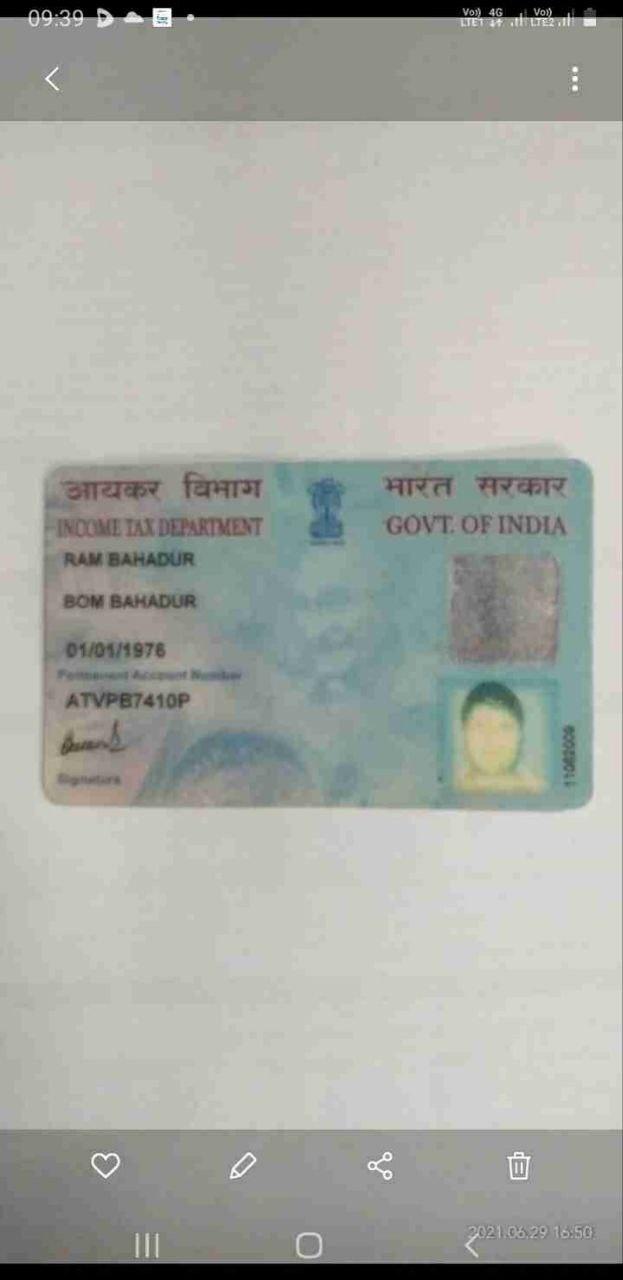 09:39
Vo)) 4G Vo))
LTE1 LTE2
आयकर विभाग भारत सरकार
INCOME TAX DEPARTMENT GOVT. OF INDIA
RAM BAHADUR
BOM BAHADUR
01/01/1976
Permanent Account Number
ATVPB7410P
Signature
11082009
2021.06.29 16:50